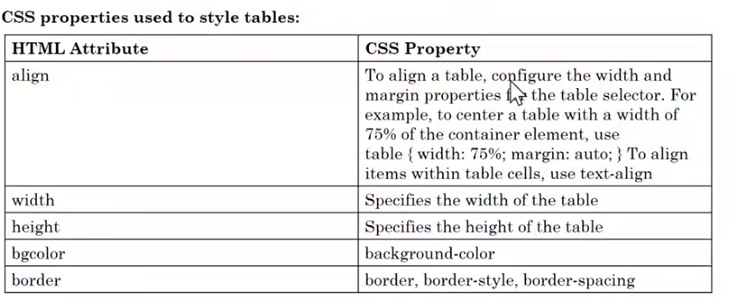 CSS properties used to style tables:
HTML Attribute
CSS Property
align
To align a table, configure the width and
margin properties the table selector. For
example, to center a table with a width of
75% of the container element, use
table { width: 75%; margin: auto; } To align
items within table cells, use text-align
width
Specifies the width of the table
height
Specifies the height of the table
bgcolor
background-color
border
border, border-style, border-spacing